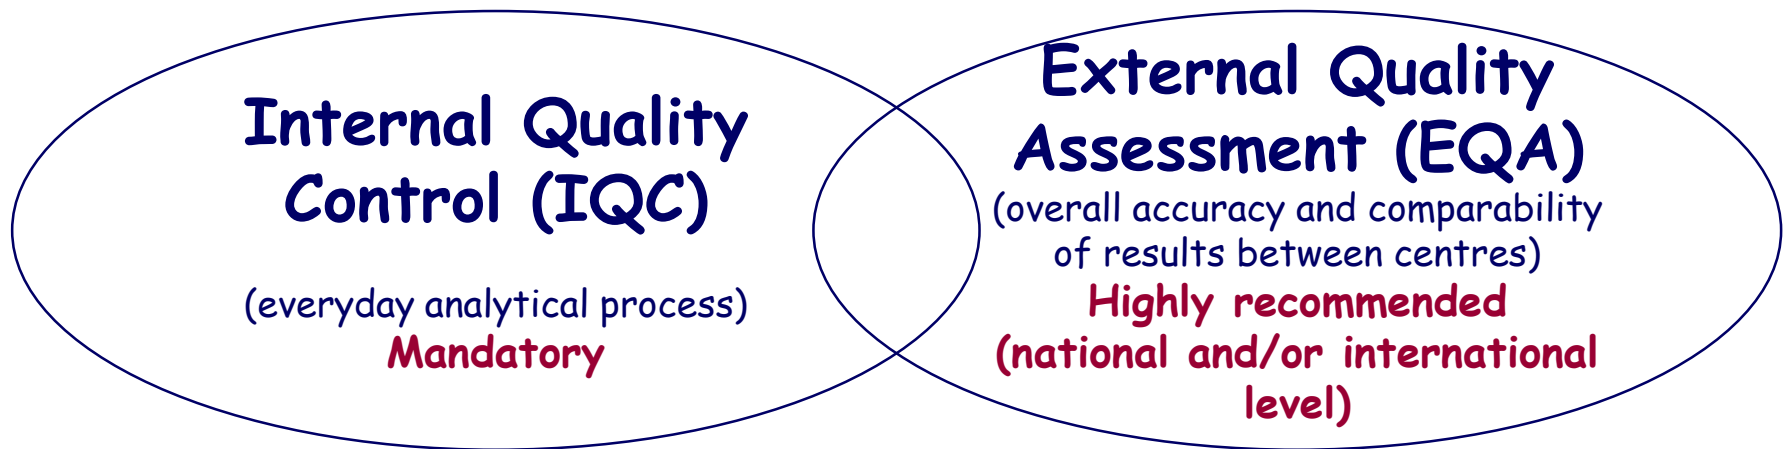 Internal Quality
Control (IQC)
(everyday analytical process)
Mandatory
External Quality
Assessment (EQA)
(overall accuracy and comparability
of results between centres)
Highly recommended
(national and/or international
level)